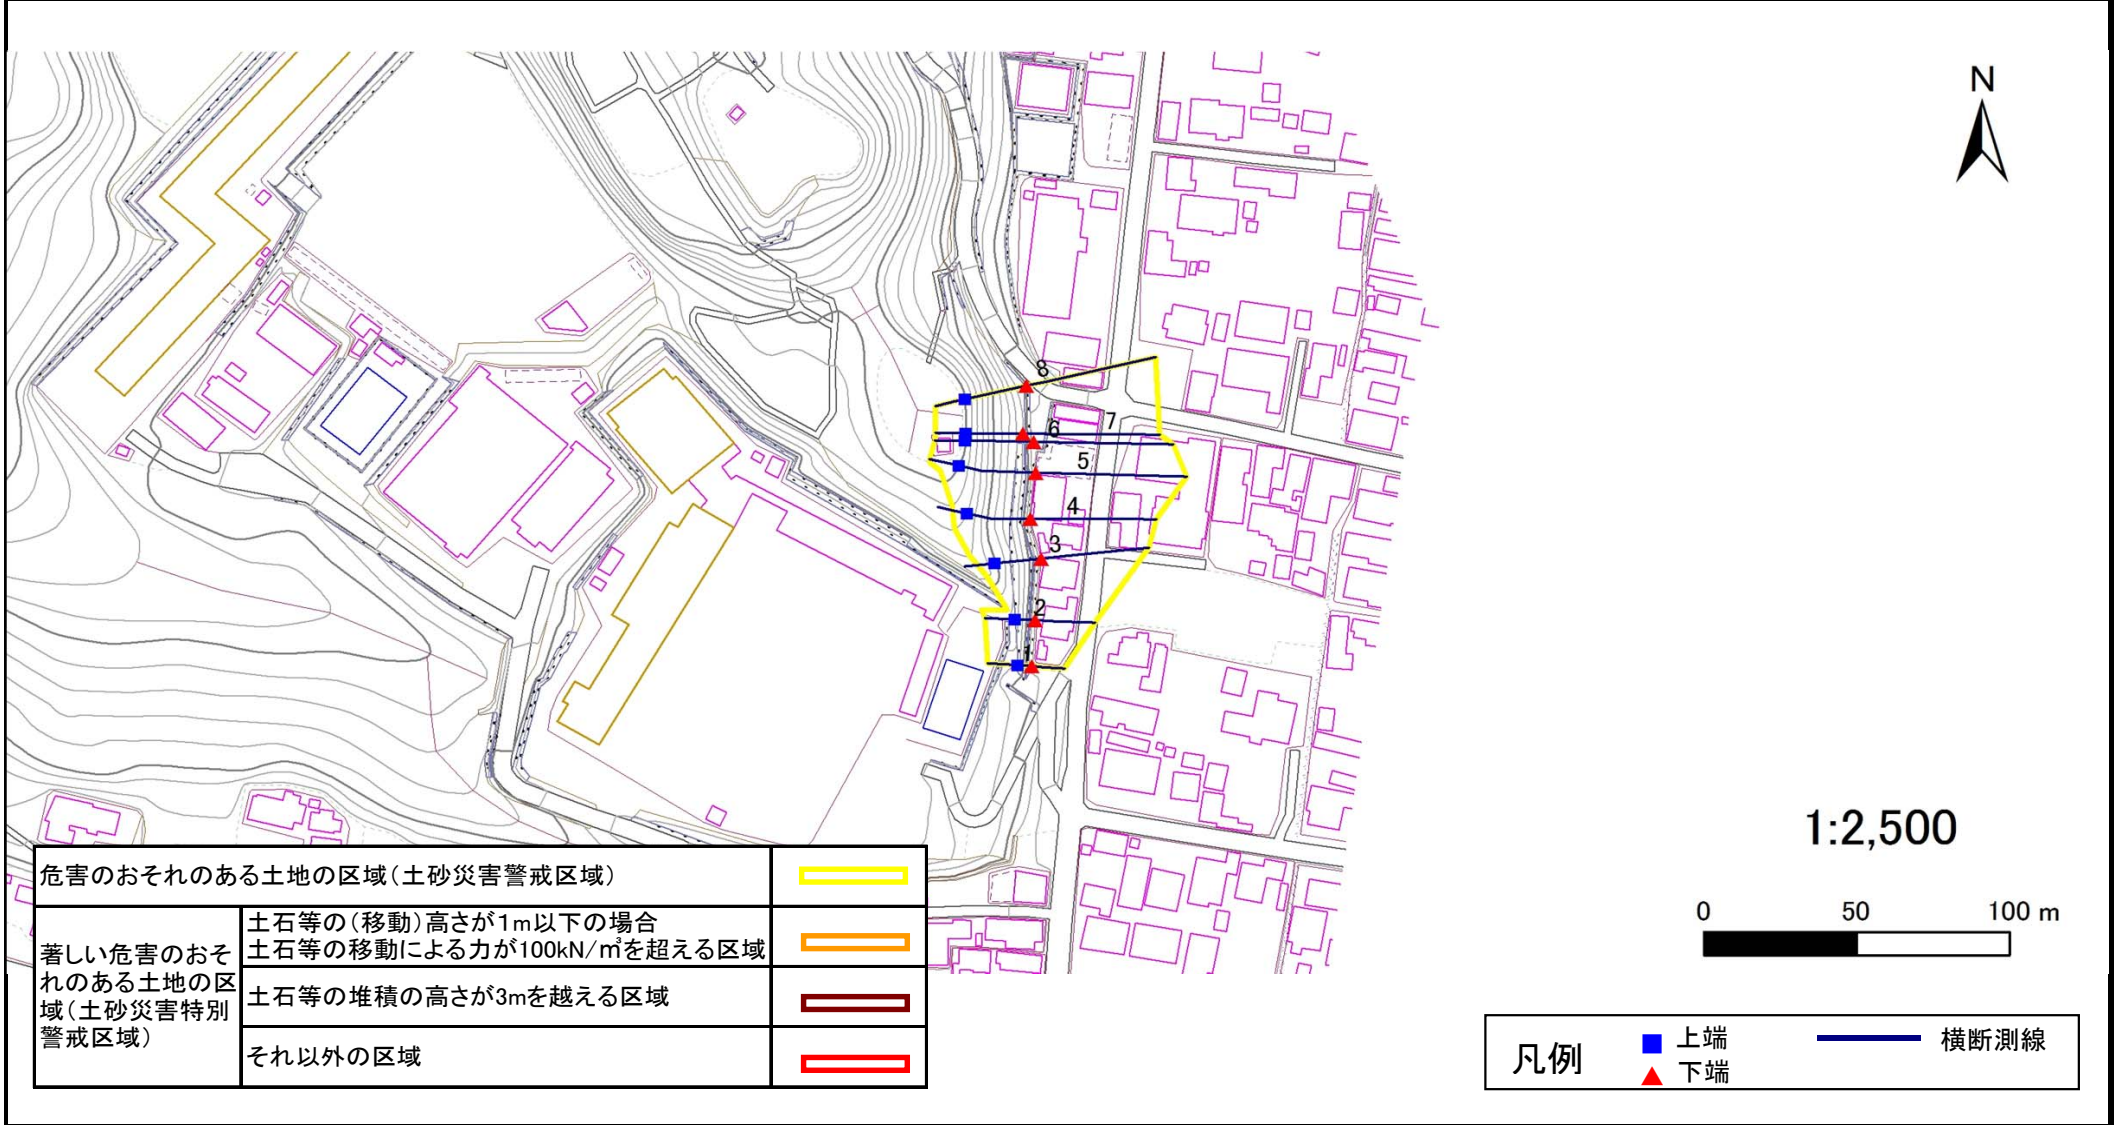 N
8
7
6
5
4
3
2
1
1:2,500
0 50 100 m
危害のおそれのある土地の区域(土砂災害警戒区域)
著しい危害のおそ
れのある土地の区
域(土砂災害特別
警戒区域)
土石等の(移動)高さが1m以下の場合
土石等の移動による力が100kN/㎡を超える区域
土石等の堆積の高さが3mを越える区域
それ以外の区域
凡例
上端
下端
横断測線